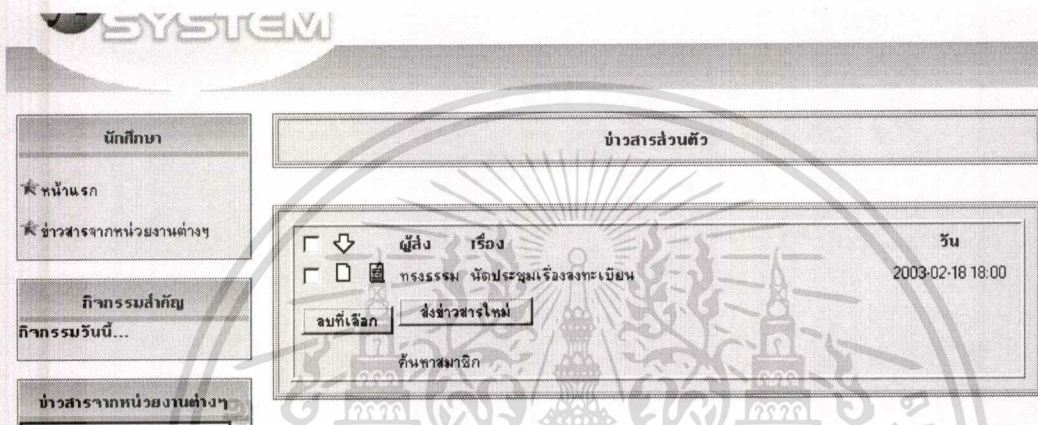 SYSTEM
นักศึกษา
หน้าแรก
ข่าวสารจากหน่วยงานต่างๆ
กิจกรรมสำคัญ
กิจกรรมวันนี้...
ข่าวสารจากหน่วยงานต่างๆ
ข่าวสารส่วนตัว
ผู้ส่ง เรื่อง วัน
ทรงธรรม นัดประชุมเรื่องลงทะเบียน 2003-02-18 18:00
ลบที่เลือก ส่งข่าวสารใหม่
ค้นหาสมาชิก